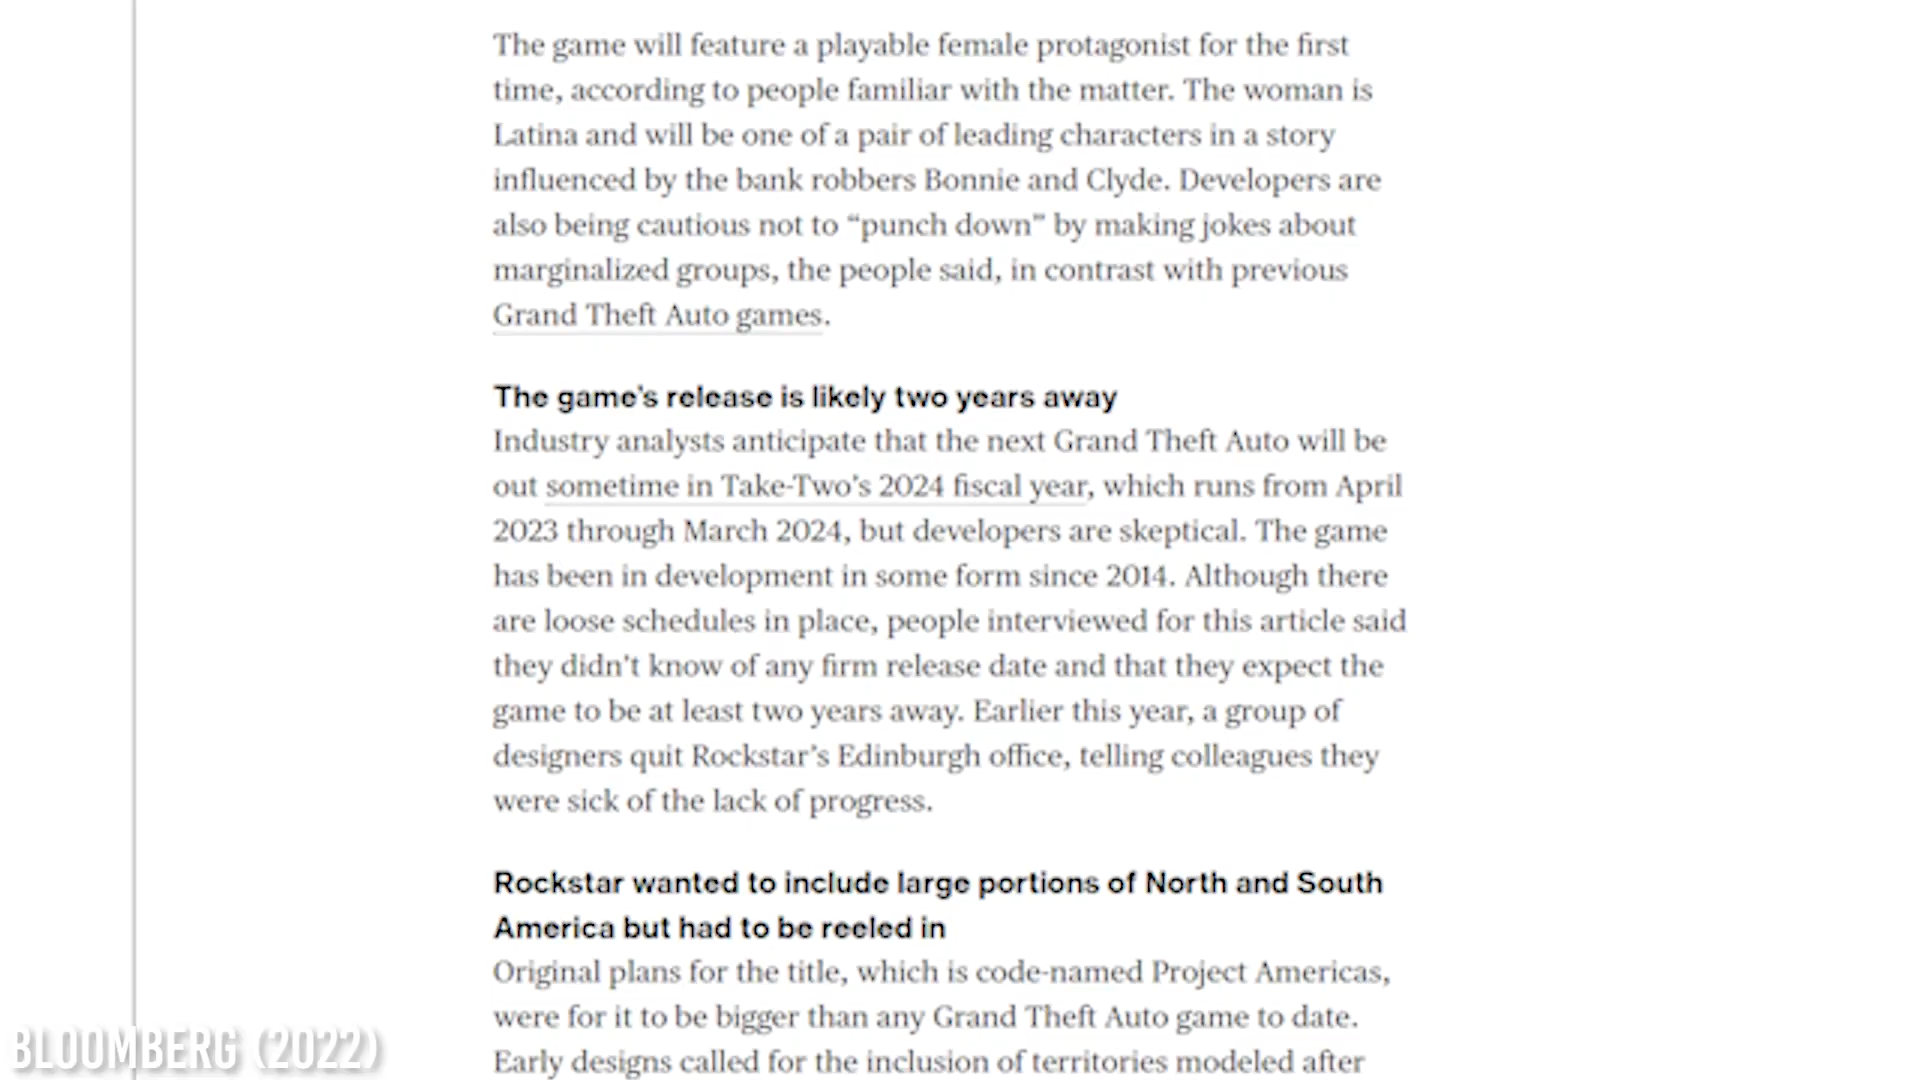 The game will feature a playable female protagonist for the first
time, according to people familiar with the matter. The woman is
Latina and will be one of a pair of leading characters in a story
influenced by the bank robbers Bonnie and Clyde. Developers are
also being cautious not to “punch down” by making jokes about
marginalized groups, the people said, in contrast with previous
Grand Theft Auto games.
The game’s release is likely two years away
Industry analysts anticipate that the next Grand Theft Auto will be
out sometime in Take-Two’s 2024 fiscal year, which runs from April
2023 through March 2024, but developers are skeptical. The game
has been in development in some form since 2014. Although there
are loose schedules in place, people interviewed for this article said
they didn’t know of any firm release date and that they expect the
game to be at least two years away. Earlier this year, a group of
designers quit Rockstar’s Edinburgh office, telling colleagues they
were sick of the lack of progress.
Rockstar wanted to include large portions of North and South
America but had to be reeled in
Original plans for the title, which is code-named Project Americas,
were for it to be bigger than any Grand Theft Auto game to date.
Early designs called for the inclusion of territories modeled after
BLOOMBERG (2022)